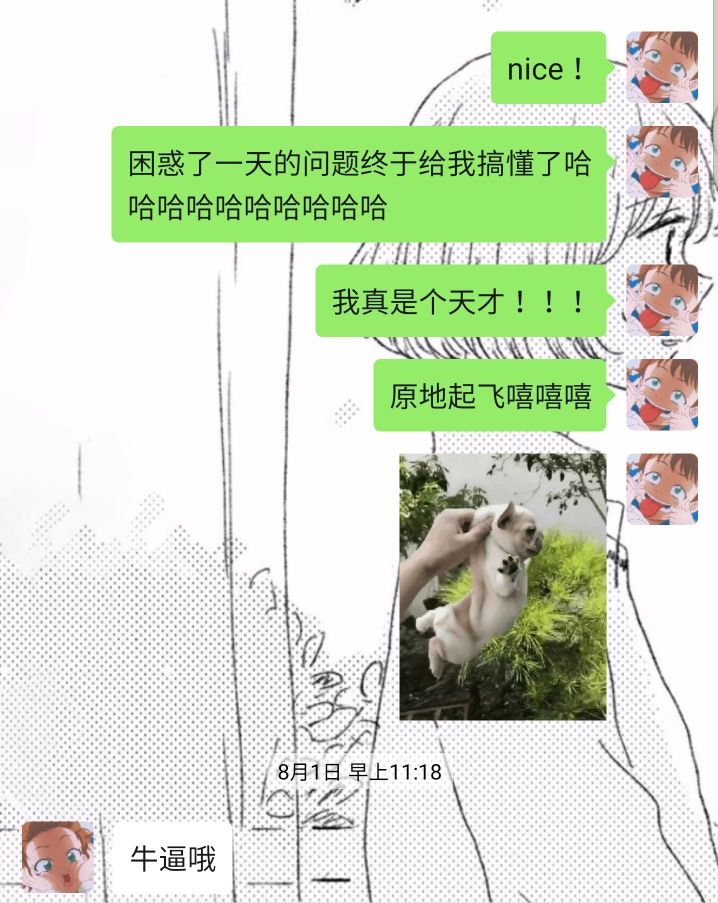 nice！
困惑了一天的问题终于给我搞懂了哈
哈哈哈哈哈哈哈哈哈
我真是个天才！！！
原地起飞嘻嘻嘻
8月1日 早上11:18
牛逼哦